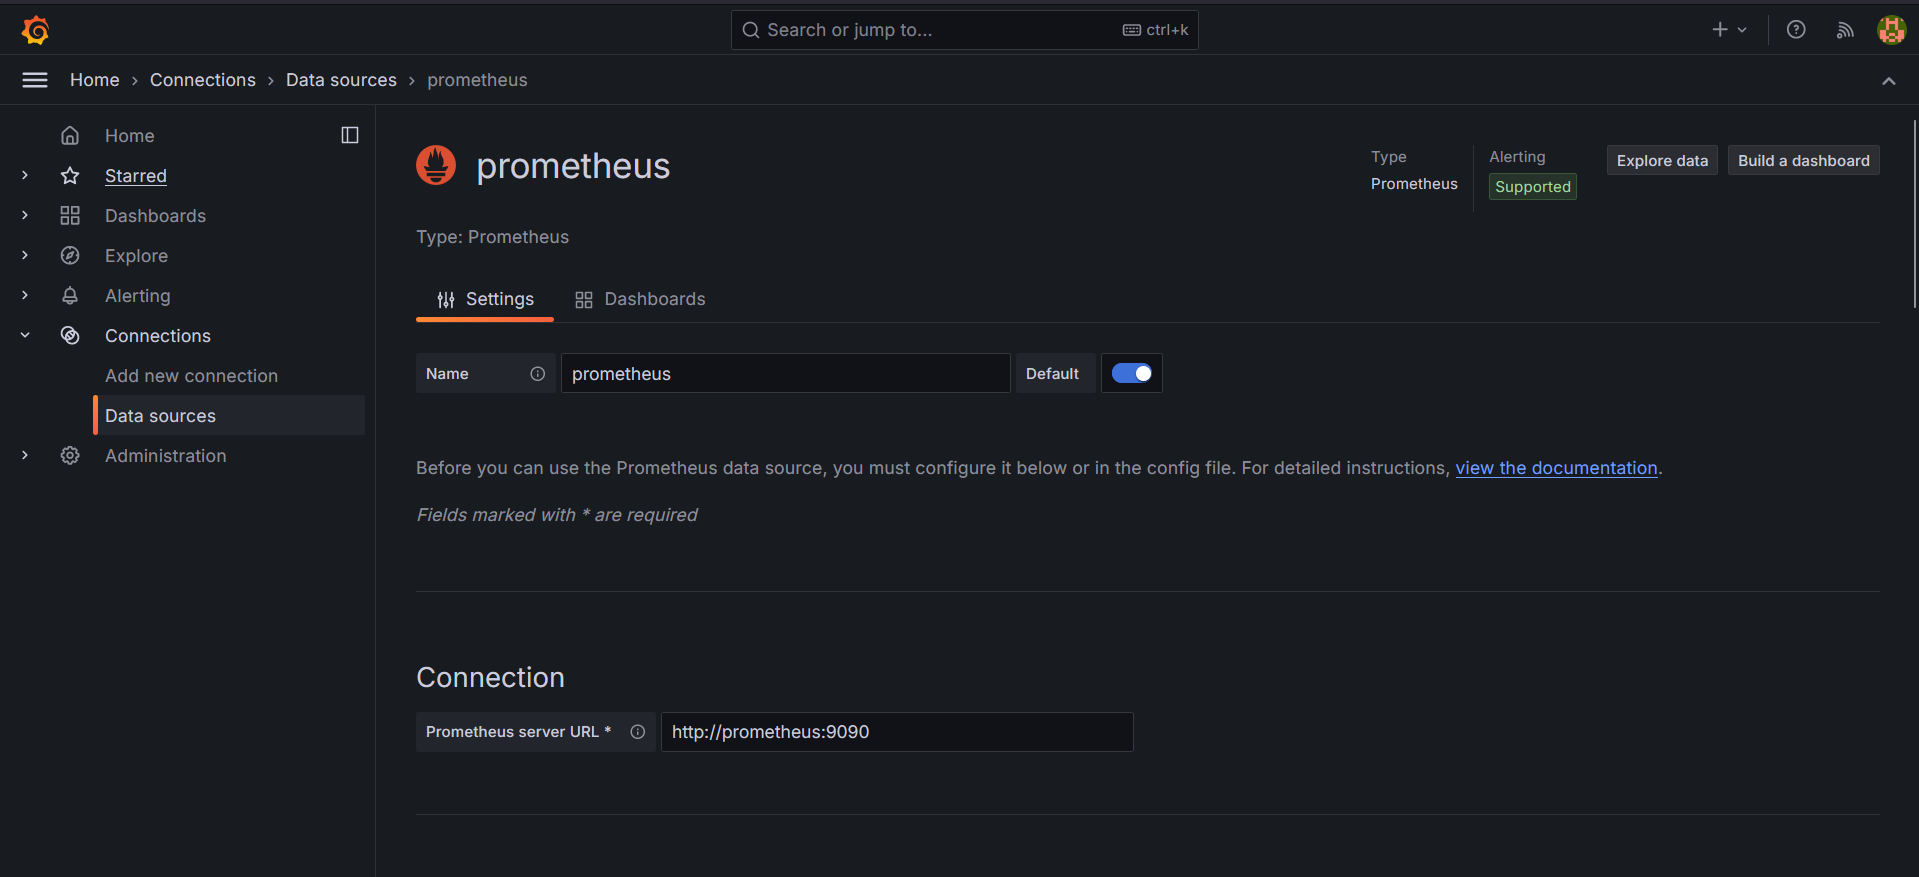 Search or jump to...
ctrl+k
Home
Connections
Data sources
prometheus
Home
Starred
Dashboards
Explore
Alerting
Connections
Add new connection
Data sources
Administration
prometheus
Type
Prometheus
Alerting
Supported
Explore data
Build a dashboard
Type: Prometheus
Settings
Dashboards
Name
prometheus
Default
Before you can use the Prometheus data source, you must configure it below or in the config file. For detailed instructions, view the documentation.
Fields marked with * are required
Connection
Prometheus server URL *
http://prometheus:9090